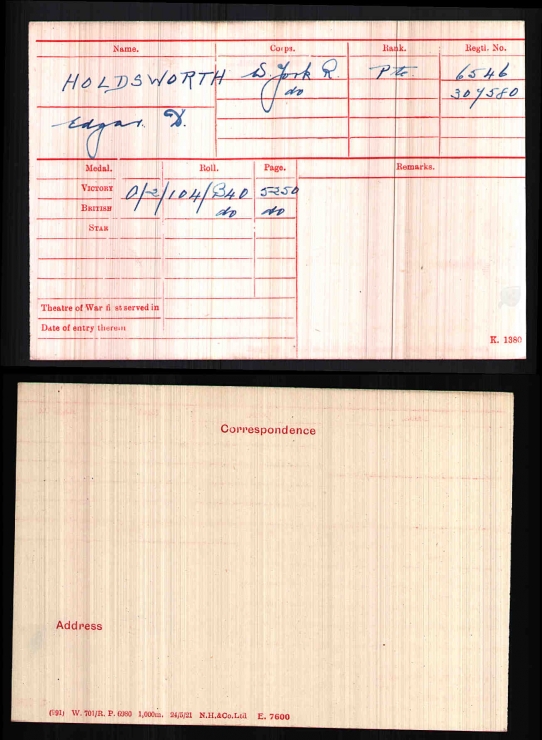 Name. Corps. Rank. Regtl. No.
HOLDSWORTH W. York R. Pte 6546
do 307580
Edgar. D.
Medal. Roll. Page. Remarks.
VICTORY O/2/104/B40 5250
BRITISH do do
STAR
Theatre of War first served in
Date of entry therein
K. 1380
Correspondence
Address
(591) W. 701/R. P. 6980 1,000m. 24/5/21 N.H.&Co.Ltd E. 7600